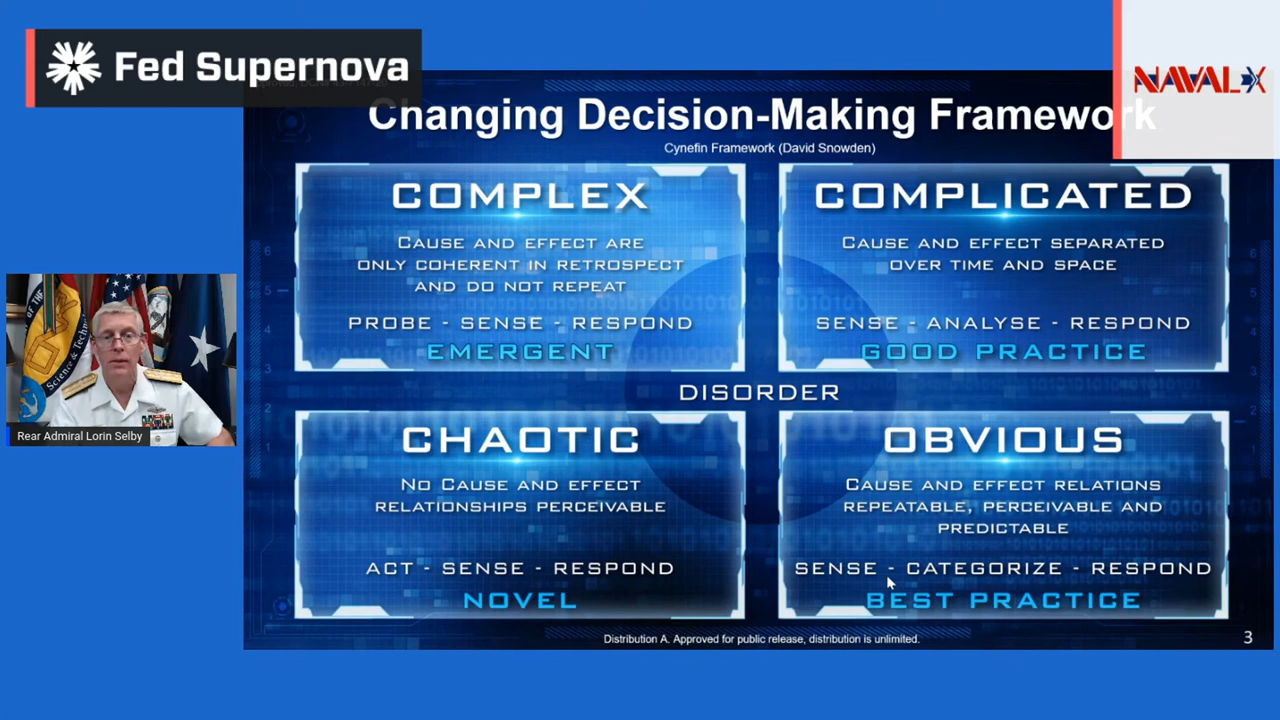 Fed Supernova
NAVALX
Changing Decision-Making Framework
Cynefin Framework (David Snowden)
COMPLEX
CAUSE AND EFFECT ARE
ONLY COHERENT IN RETROSPECT
AND DO NOT REPEAT
PROBE - SENSE - RESPOND
EMERGENT
COMPLICATED
CAUSE AND EFFECT SEPARATED
OVER TIME AND SPACE
SENSE - ANALYSE - RESPOND
GOOD PRACTICE
DISORDER
CHAOTIC
NO CAUSE AND EFFECT
RELATIONSHIPS PERCEIVABLE
ACT - SENSE - RESPOND
NOVEL
OBVIOUS
CAUSE AND EFFECT RELATIONS
REPEATABLE, PERCEIVABLE AND
PREDICTABLE
SENSE - CATEGORIZE - RESPOND
BEST PRACTICE
OF THE
Science & Techn
Rear Admiral Lorin Selby
Distribution A. Approved for public release, distribution is unlimited.
3